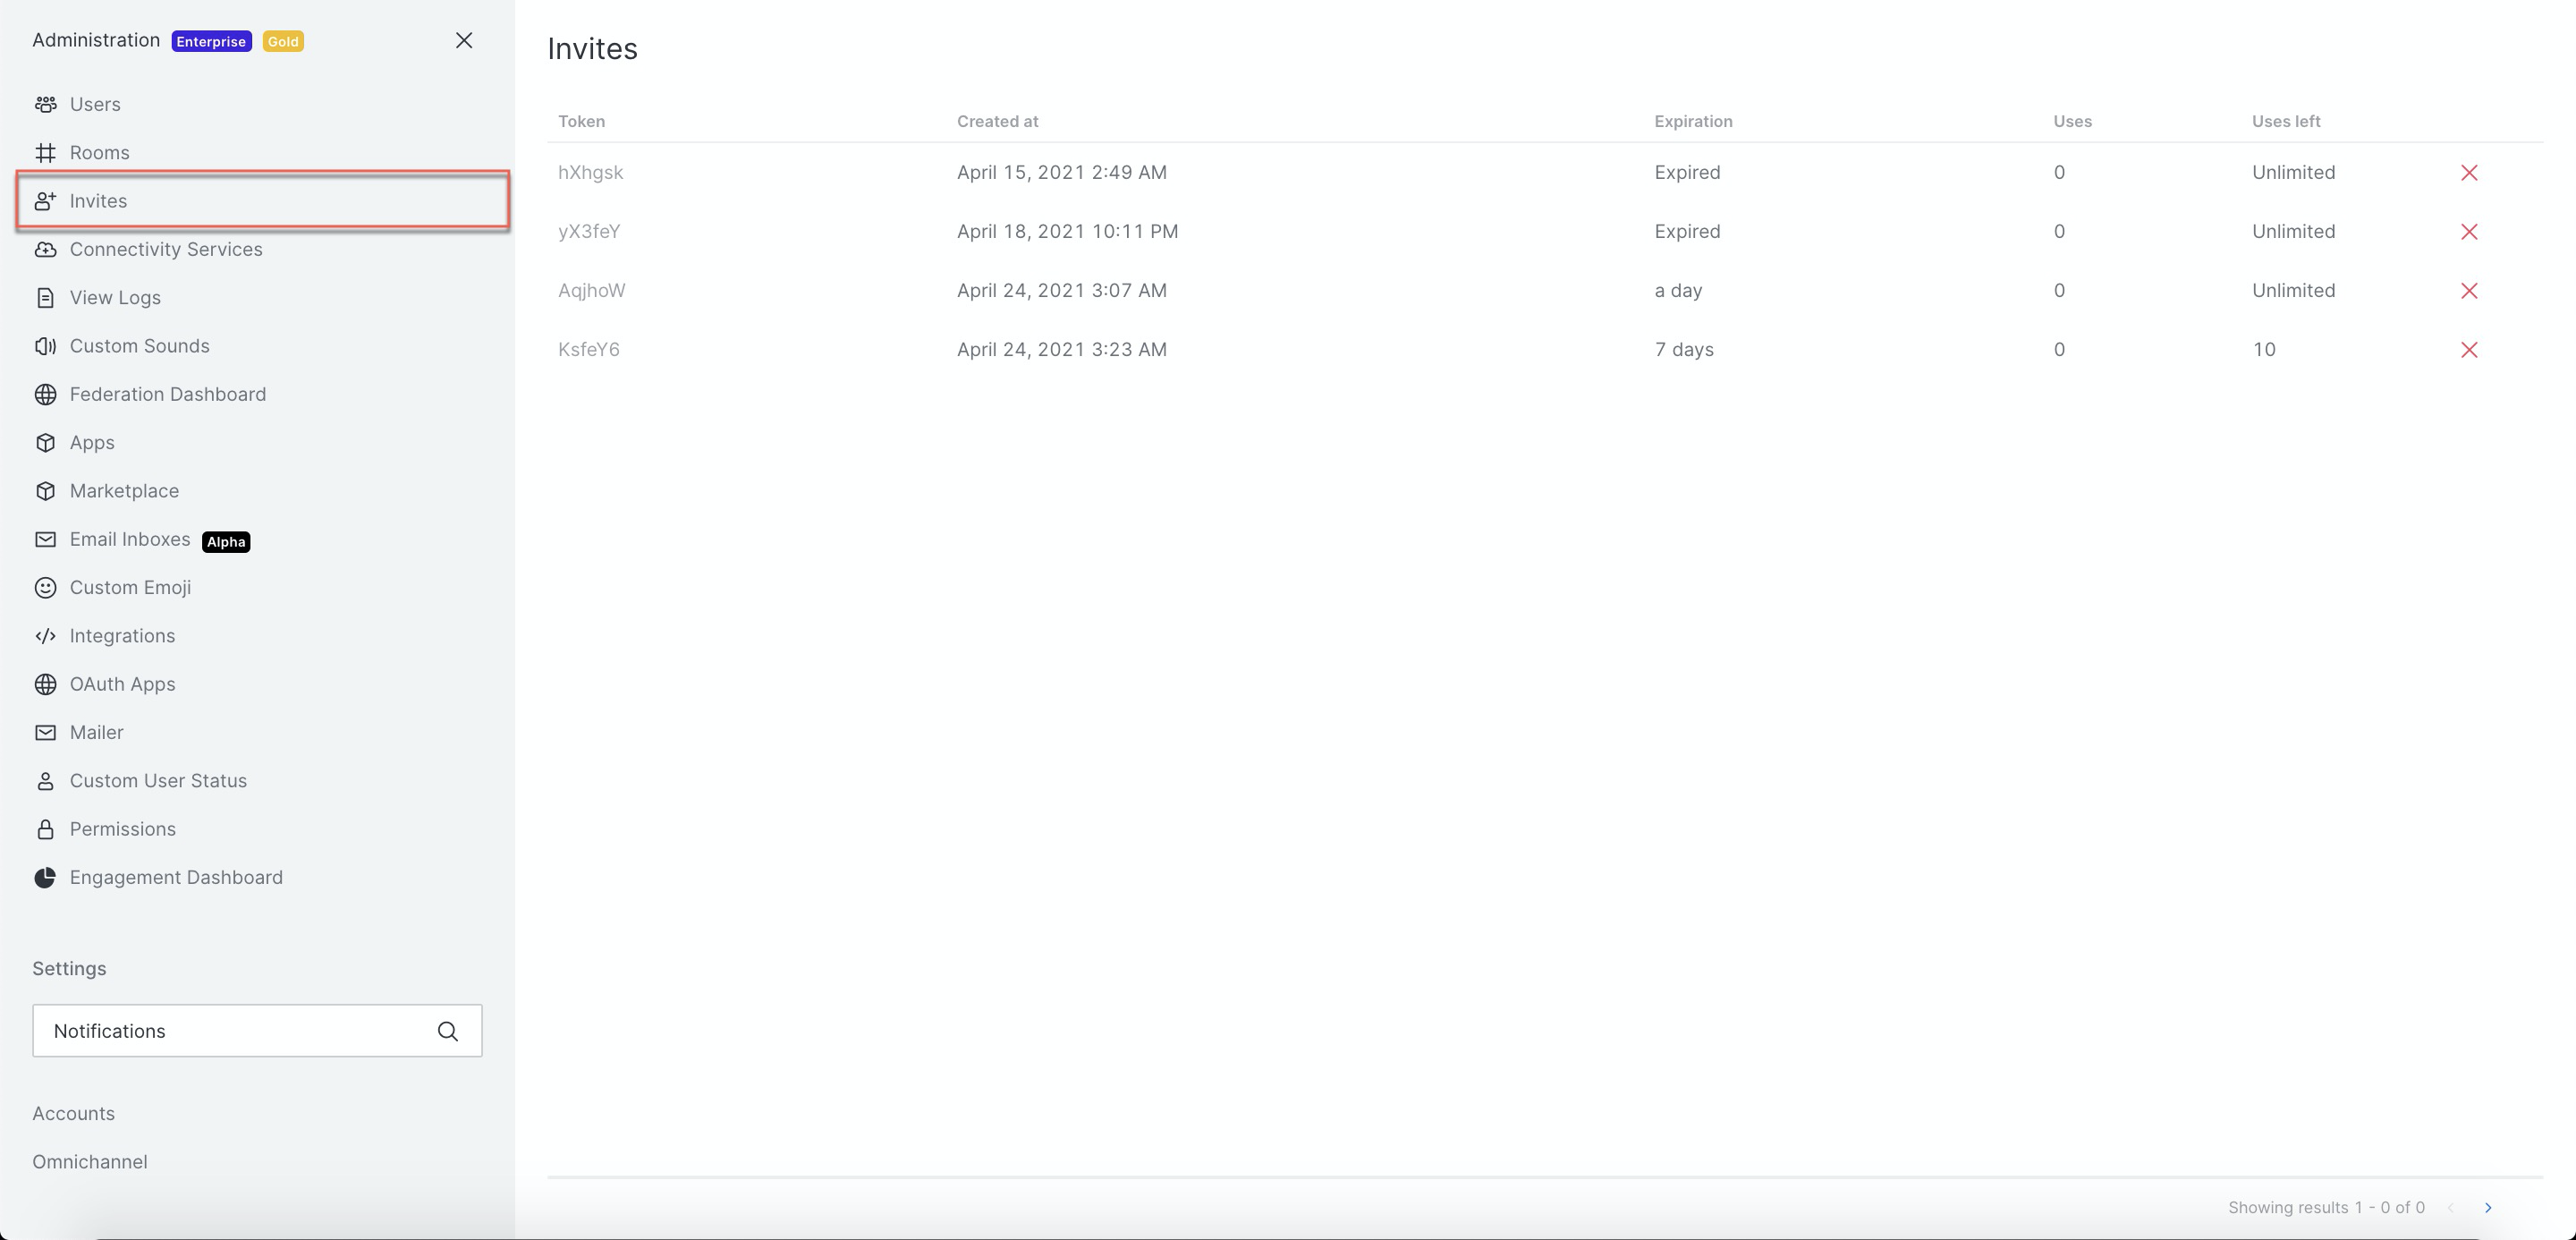 Administration Enterprise Gold
Users
Rooms
Invites
Connectivity Services
View Logs
Custom Sounds
Federation Dashboard
Apps
Marketplace
Email Inboxes Alpha
Custom Emoji
Integrations
OAuth Apps
Mailer
Custom User Status
Permissions
Engagement Dashboard
Settings
Notifications
Accounts
Omnichannel
Invites
Token Created at Expiration Uses Uses left
hXhgsk April 15, 2021 2:49 AM Expired 0 Unlimited
yX3feY April 18, 2021 10:11 PM Expired 0 Unlimited
AqjhoW April 24, 2021 3:07 AM a day 0 Unlimited
KsfeY6 April 24, 2021 3:23 AM 7 days 0 10
Showing results 1 - 0 of 0